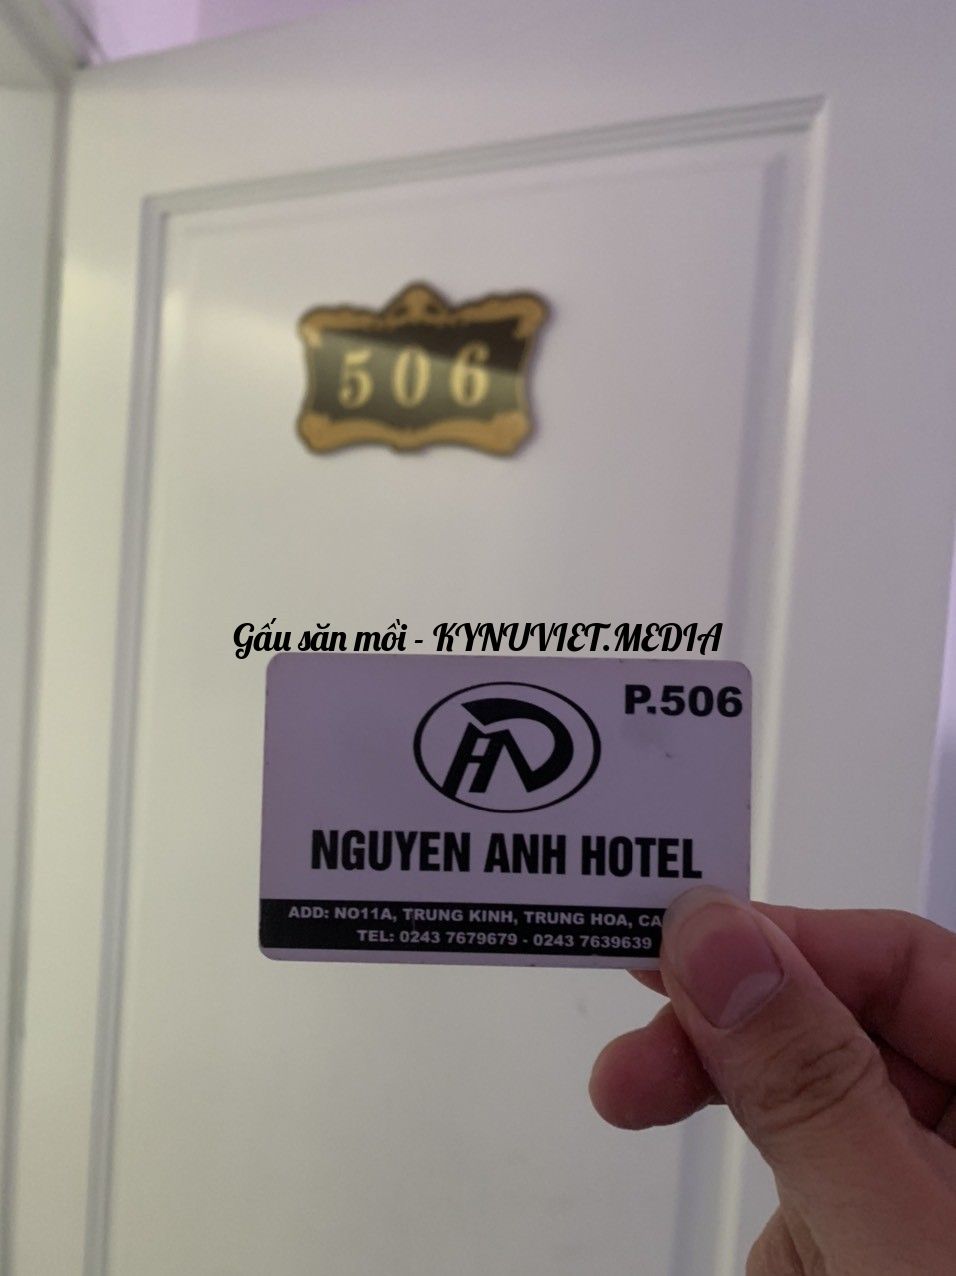 506
Gấu săn mồi - KYNUVIET.MEDIA
P.506
NGUYEN ANH HOTEL
ADD: NO11A, TRUNG KINH, TRUNG HOA,
TEL: 0243 7679679 - 0243 7639639